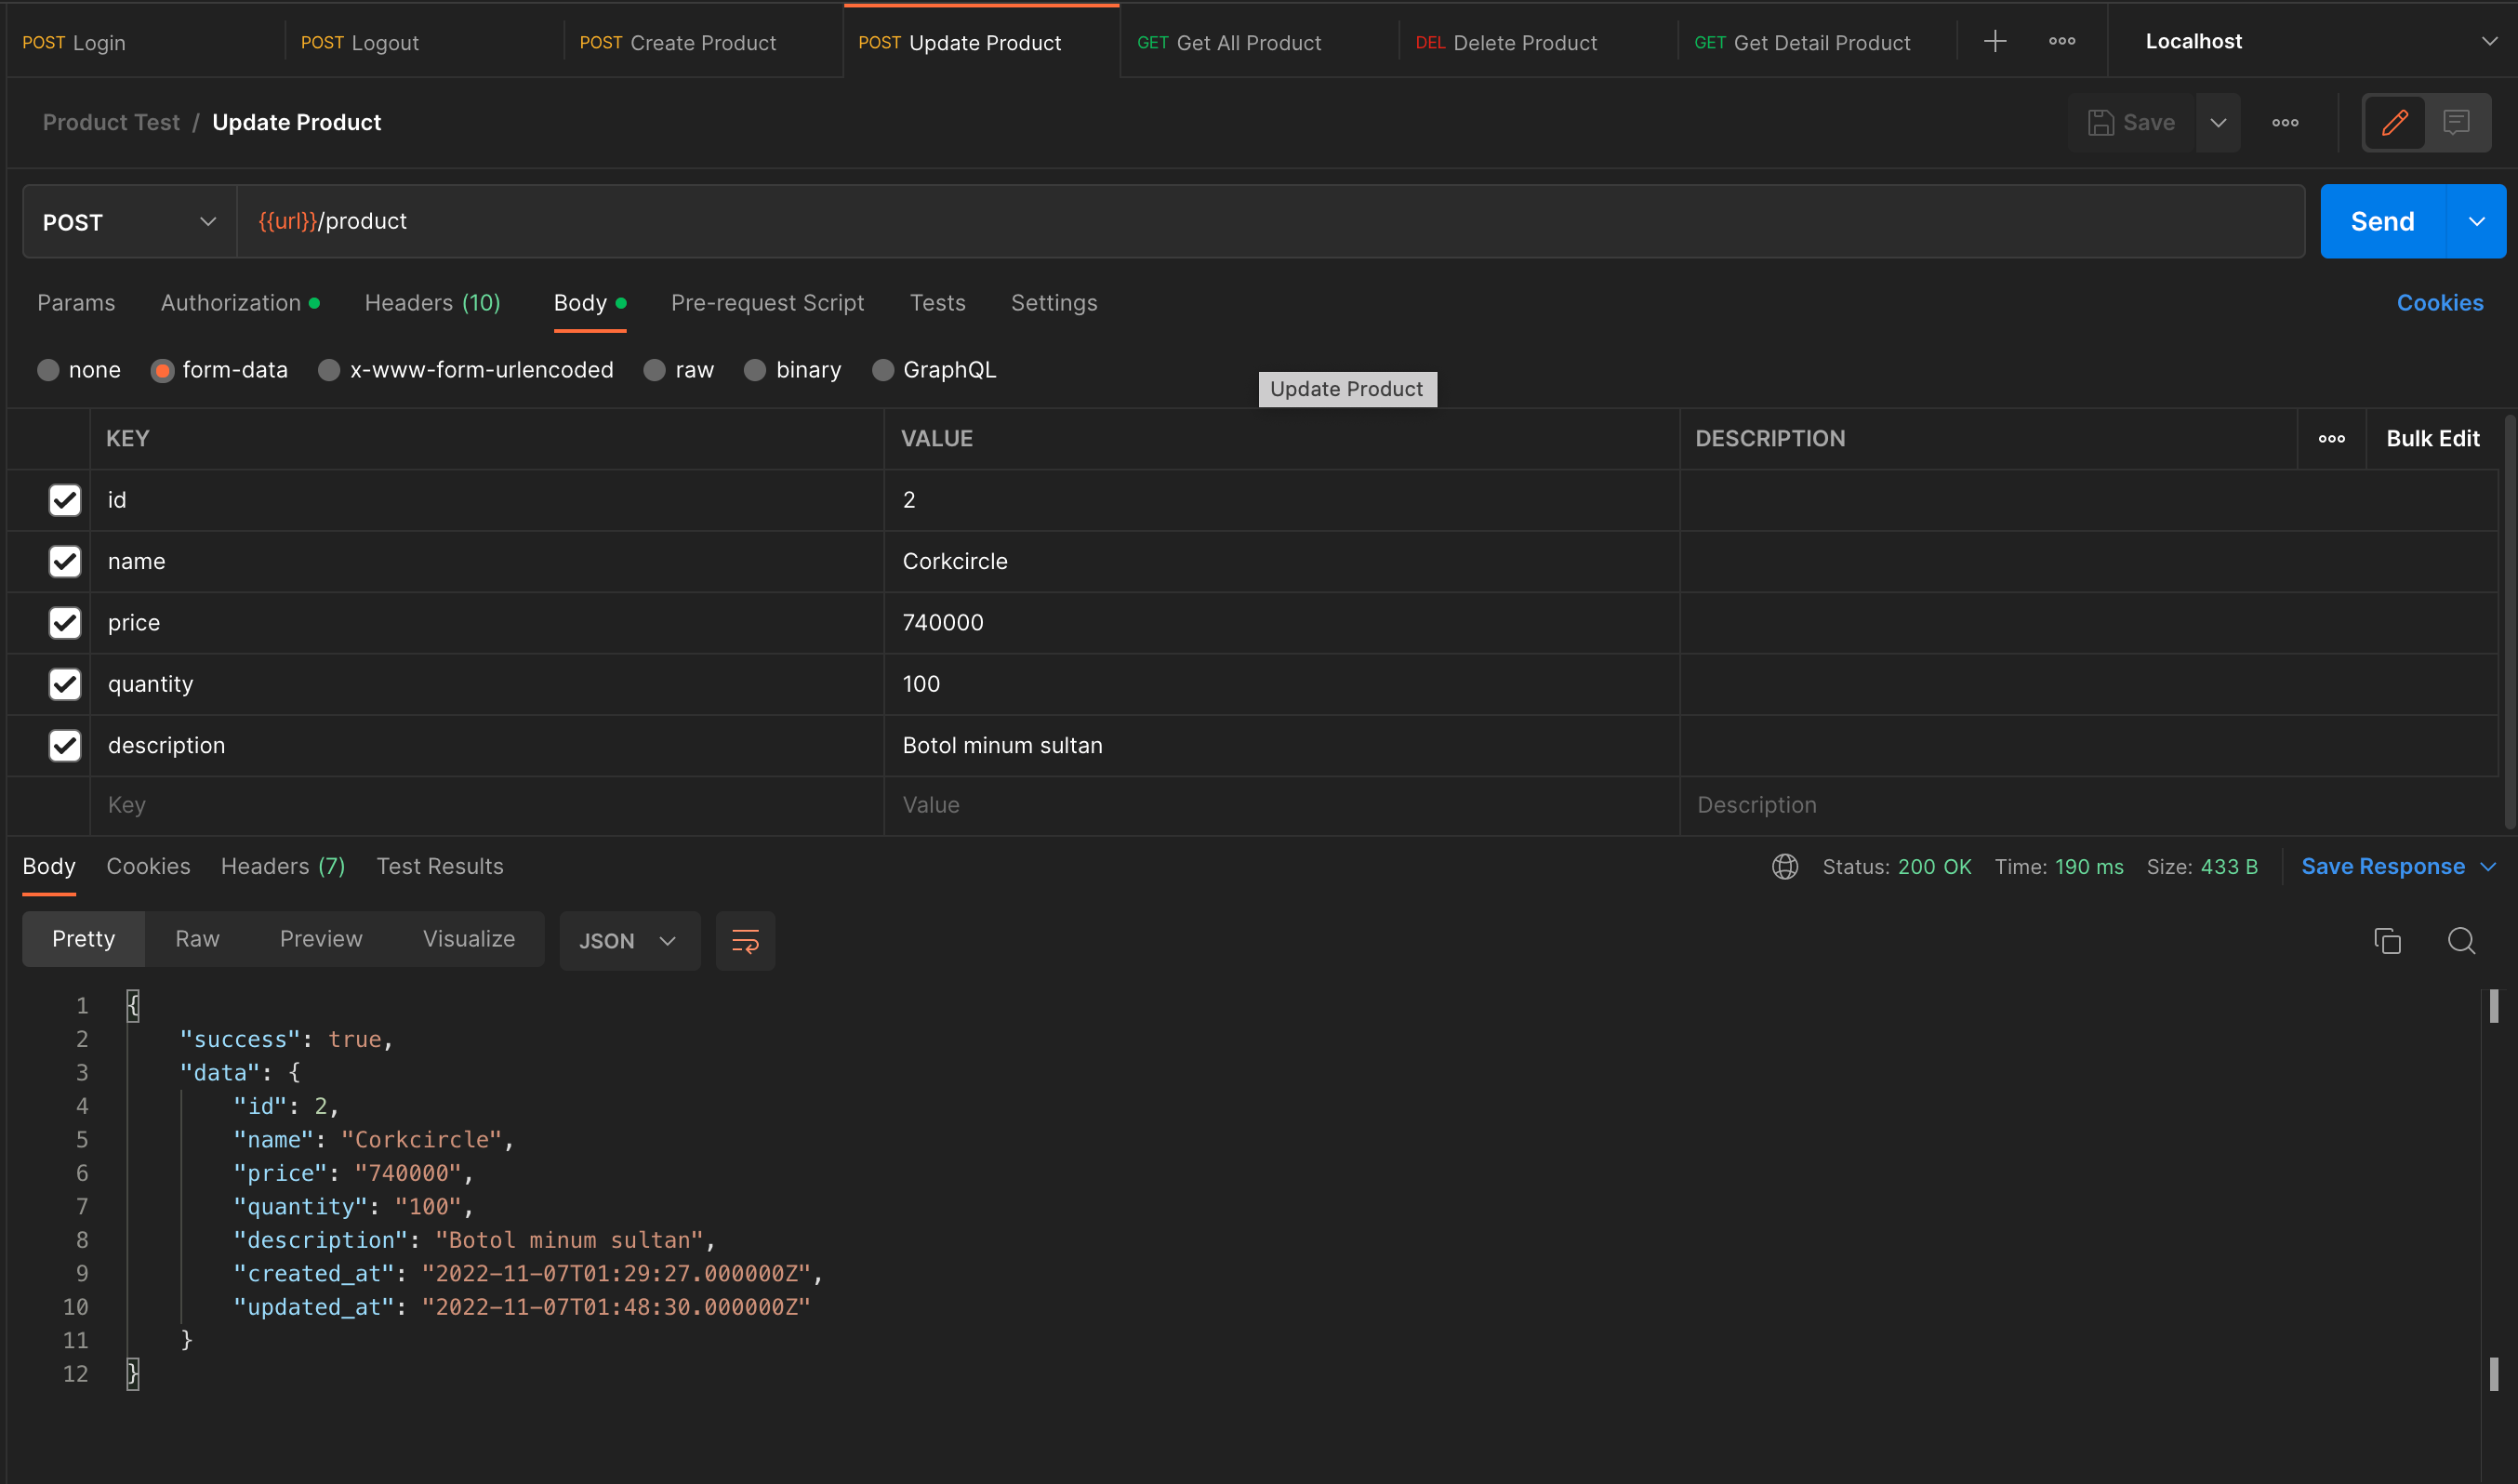 POST Login POST Logout POST Create Product POST Update Product GET Get All Product DEL Delete Product GET Get Detail Product Localhost
Product Test / Update Product Save
POST {{url}}/product Send
Params Authorization Headers (10) Body Pre-request Script Tests Settings Cookies
none form-data x-www-form-urlencoded raw binary GraphQL
Update Product
KEY VALUE DESCRIPTION Bulk Edit
id 2
name Corkcircle
price 740000
quantity 100
description Botol minum sultan
Key Value Description
Body Cookies Headers (7) Test Results Status: 200 OK Time: 190 ms Size: 433 B Save Response
Pretty Raw Preview Visualize JSON
1 {
2 "success": true,
3 "data": {
4 "id": 2,
5 "name": "Corkcircle",
6 "price": "740000",
7 "quantity": "100",
8 "description": "Botol minum sultan",
9 "created_at": "2022-11-07T01:29:27.000000Z",
10 "updated_at": "2022-11-07T01:48:30.000000Z"
11 }
12 }